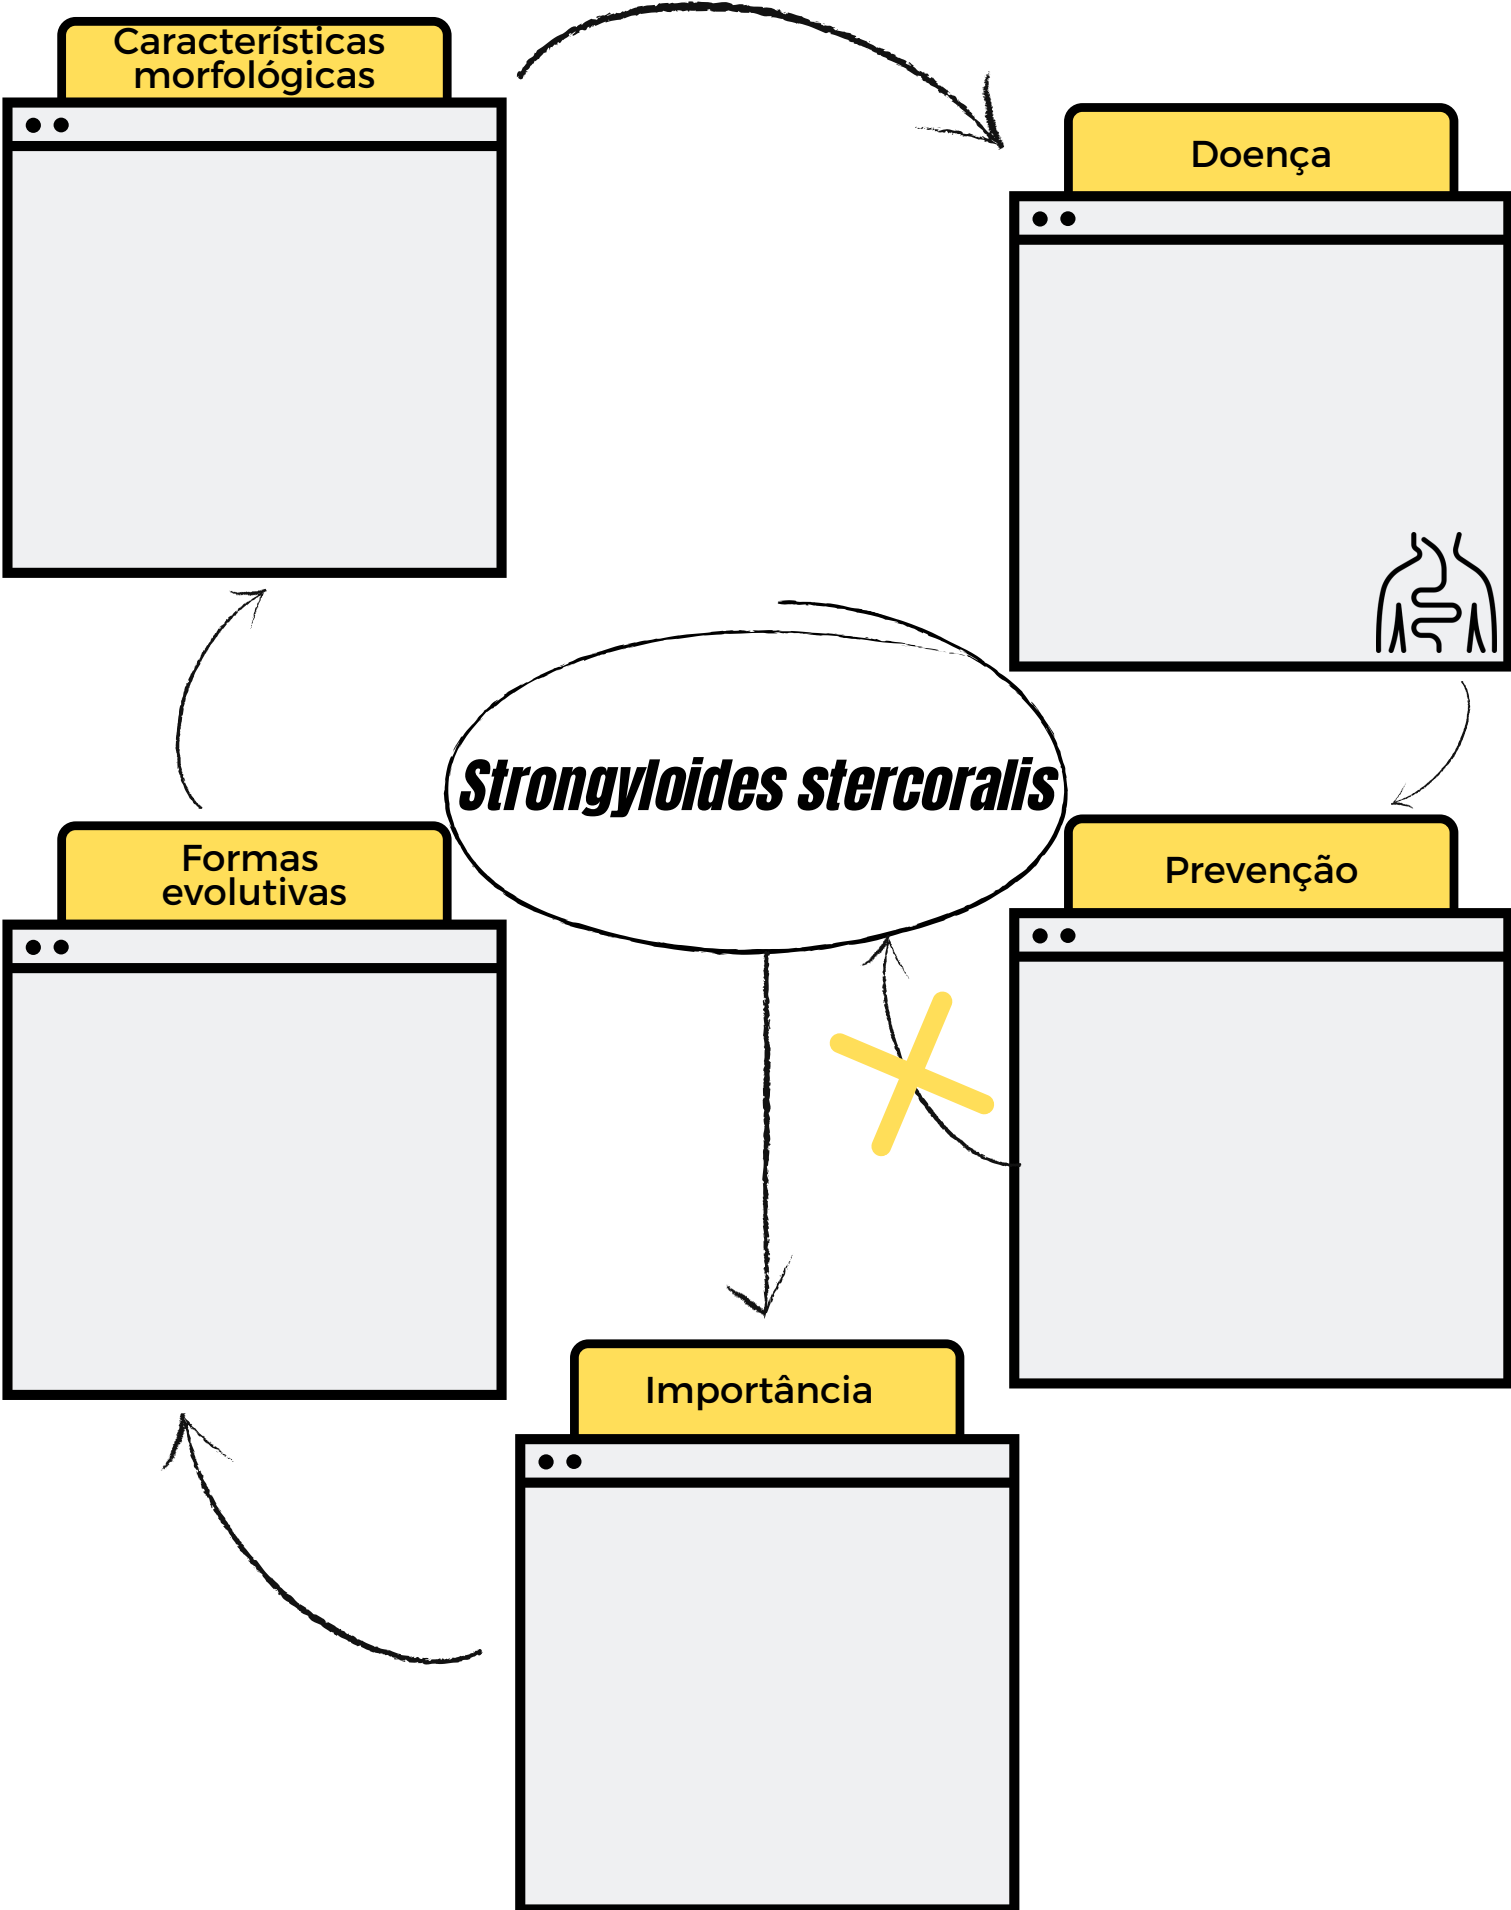 Características
morfológicas
Doença
Strongyloides stercoralis
Formas
evolutivas
Prevenção
Importância